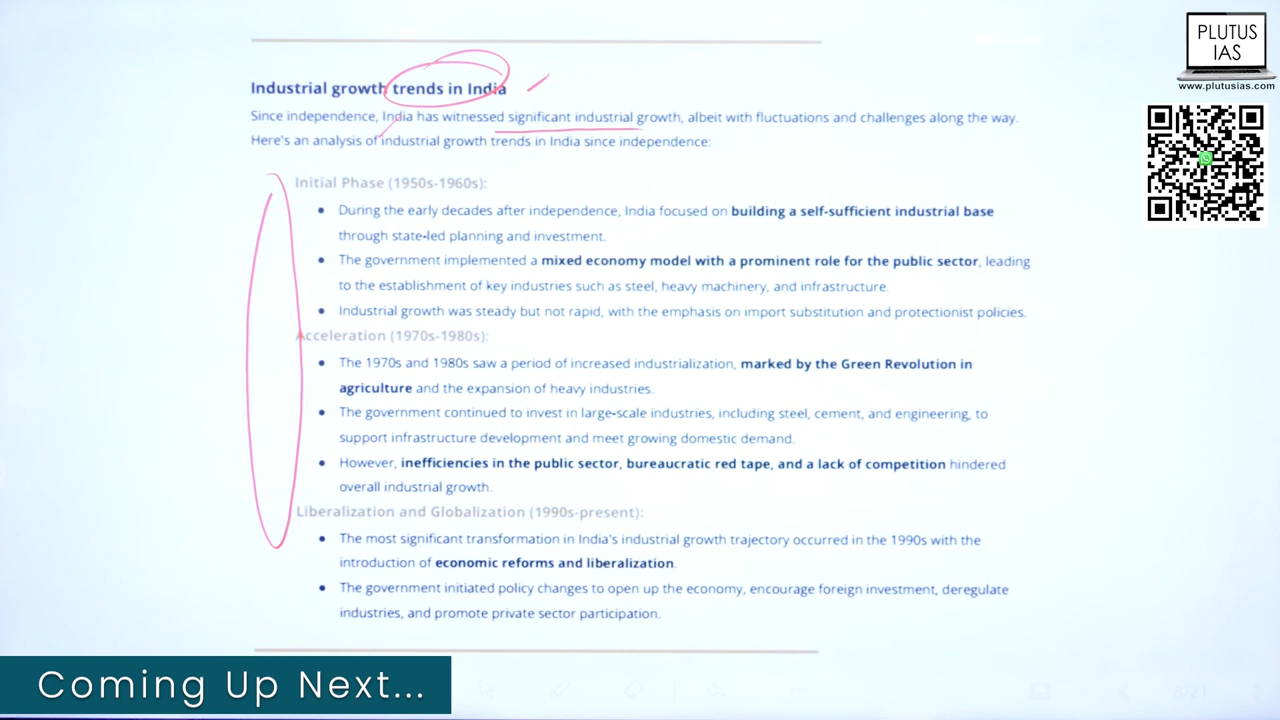 PLUTUS
IAS
www.plutusias.com
Industrial growth trends in India
Since independence, India has witnessed significant industrial growth, albeit with fluctuations and challenges along the way.
Here's an analysis of industrial growth trends in India since independence:
Initial Phase (1950s-1960s):
• During the early decades after independence, India focused on building a self-sufficient industrial base
through state-led planning and investment.
• The government implemented a mixed economy model with a prominent role for the public sector, leading
to the establishment of key industries such as steel, heavy machinery, and infrastructure.
• Industrial growth was steady but not rapid, with the emphasis on import substitution and protectionist policies.
Acceleration (1970s-1980s):
• The 1970s and 1980s saw a period of increased industrialization, marked by the Green Revolution in
agriculture and the expansion of heavy industries.
• The government continued to invest in large-scale industries, including steel, cement, and engineering, to
support infrastructure development and meet growing domestic demand.
• However, inefficiencies in the public sector, bureaucratic red tape, and a lack of competition hindered
overall industrial growth.
Liberalization and Globalization (1990s-present):
• The most significant transformation in India's industrial growth trajectory occurred in the 1990s with the
introduction of economic reforms and liberalization.
• The government initiated policy changes to open up the economy, encourage foreign investment, deregulate
industries, and promote private sector participation.
Coming Up Next...
8/21